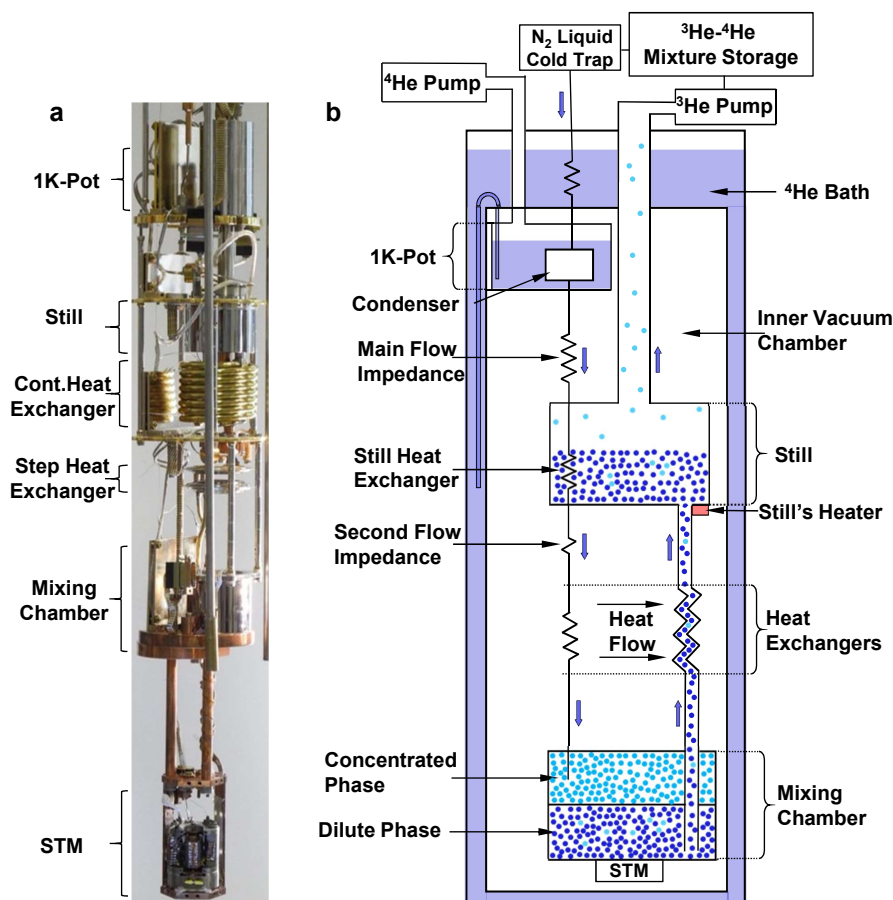 a
1K-Pot
Still
Cont.Heat
Exchanger
Step Heat
Exchanger
Mixing
Chamber
STM
b
N₂ Liquid
Cold Trap
³He-⁴He
Mixture Storage
⁴He Pump
³He Pump
⁴He Bath
1K-Pot
Condenser
Inner Vacuum
Chamber
Main Flow
Impedance
Still Heat
Exchanger
Still
Still's Heater
Second Flow
Impedance
Heat
Flow
Heat
Exchangers
Concentrated
Phase
Dilute Phase
Mixing
Chamber
STM